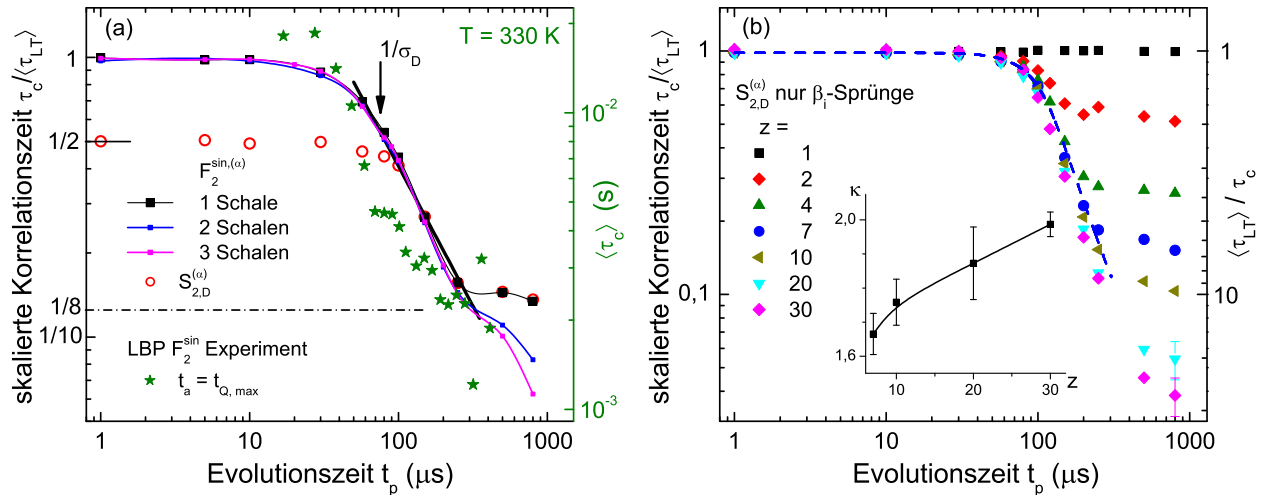 (a)
T = 330 K
1/σ_D
skalierte Korrelationszeit τ_c/⟨τ_LT⟩
1
1/2
1/8
1/10
F_2^sin,(α)
1 Schale
2 Schalen
3 Schalen
S_2,D^(α)
LBP F_2^sin Experiment
t_a = t_Q, max
10^-2
10^-3
⟨τ_c⟩ (s)
1 10 100 1000
Evolutionszeit t_p (μs)
(b)
skalierte Korrelationszeit τ_c/⟨τ_LT⟩
1
0,1
S_2,D^(α) nur β_i-Sprünge
z =
1
2
4
7
10
20
30
κ
2,0
1,6
10 20 30 z
1
10
⟨τ_LT⟩ / τ_c
1 10 100 1000
Evolutionszeit t_p (μs)